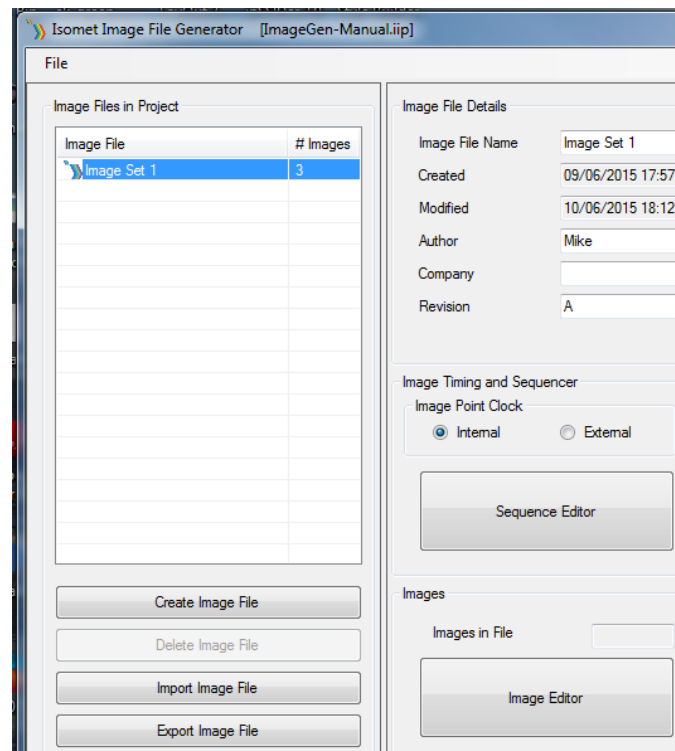 Isomet Image File Generator [ImageGen-Manual.iip]
File
Image Files in Project
Image File # Images
Image Set 1 3
Create Image File
Delete Image File
Import Image File
Export Image File
Image File Details
Image File Name Image Set 1
Created 09/06/2015 17:57
Modified 10/06/2015 18:12
Author Mike
Company
Revision A
Image Timing and Sequencer
Image Point Clock
Internal External
Sequence Editor
Images
Images in File
Image Editor